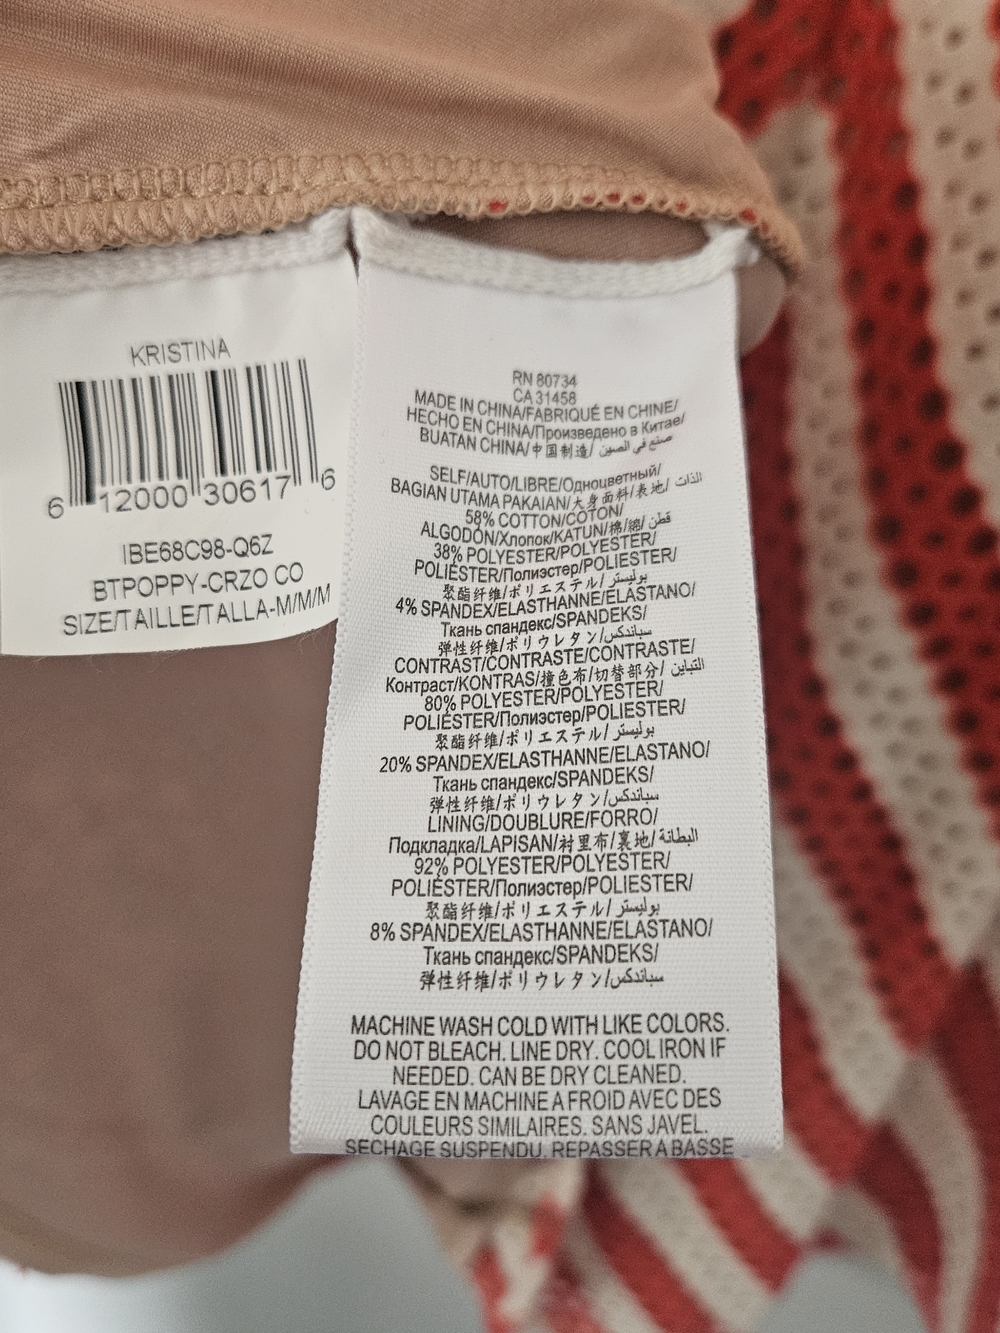 KRISTINA
6 12000 30617 6
IBE68C98-Q6Z
BTPOPPY-CRZO CO
SIZE/TAILLE/TALLA-M/M/M
RN 80734
CA 31458
MADE IN CHINA/FABRIQUÉ EN CHINE/
HECHO EN CHINA/Произведено в Китае/
BUATAN CHINA/中国制造/ صنع في الصين
SELF/AUTO/LIBRE/Одноцветный/
BAGIAN UTAMA PAKAIAN/大身面料/表地/ الذات
58% COTTON/COTON/
ALGODÓN/Хлопок/KATUN/棉/綿/ قطن
38% POLYESTER/POLYESTER/
POLIÉSTER/Полиэстер/POLIESTER/
聚酯纤维/ポリエステル/ بوليستر
4% SPANDEX/ELASTHANNE/ELASTANO/
Ткань спандекс/SPANDEKS/
弹性纤维/ポリウレタン/سباندكس
CONTRAST/CONTRASTE/CONTRASTE/
Контраст/KONTRAS/撞色布/切替部分/ التباين
80% POLYESTER/POLYESTER/
POLIÉSTER/Полиэстер/POLIESTER/
聚酯纤维/ポリエステル/ بوليستر
20% SPANDEX/ELASTHANNE/ELASTANO/
Ткань спандекс/SPANDEKS/
弹性纤维/ポリウレタン/سباندكس
LINING/DOUBLURE/FORRO/
Подкладка/LAPISAN/衬里布/裏地/ البطانة
92% POLYESTER/POLYESTER/
POLIÉSTER/Полиэстер/POLIESTER/
聚酯纤维/ポリエステル/ بوليستر
8% SPANDEX/ELASTHANNE/ELASTANO/
Ткань спандекс/SPANDEKS/
弹性纤维/ポリウレタン/سباندكس
MACHINE WASH COLD WITH LIKE COLORS.
DO NOT BLEACH. LINE DRY. COOL IRON IF
NEEDED. CAN BE DRY CLEANED.
LAVAGE EN MACHINE A FROID AVEC DES
COULEURS SIMILAIRES. SANS JAVEL.
SECHAGE SUSPENDU. REPASSER A BASSE